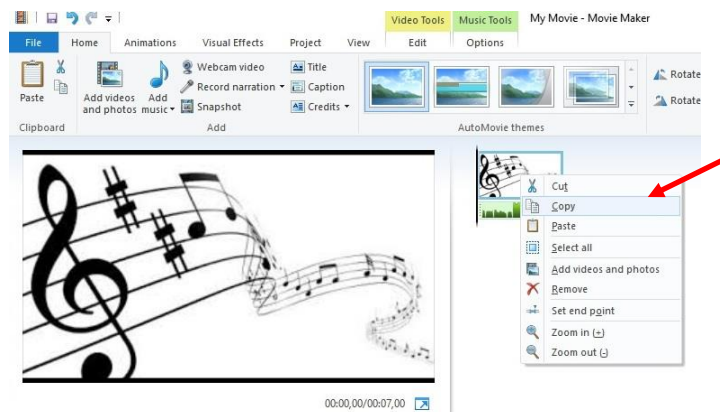 Video Tools Music Tools My Movie - Movie Maker
File Home Animations Visual Effects Project View Edit Options
Paste
Clipboard
Add videos and photos
Add music
Webcam video
Record narration
Snapshot
Title
Caption
Credits
Add
AutoMovie themes
Rotate
Rotate
Cut
Copy
Paste
Select all
Add videos and photos
Remove
Set end point
Zoom in (+)
Zoom out (-)
00:00,00/00:07,00